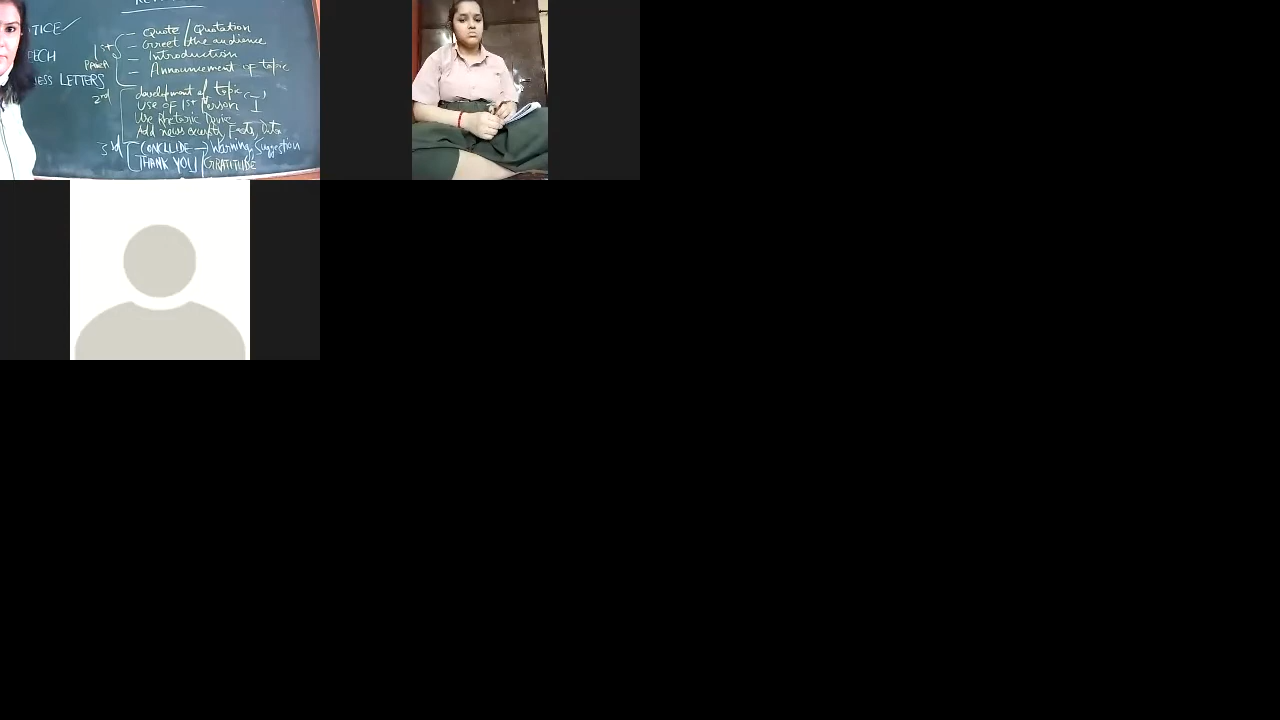 TICE
ECH
ESS LETTERS
1st Para
Quote / Quotation
Greet the audience
Introduction
Announcement of topic
2nd
development of topic
Use of 1st Person 'I'
Use Rhetoric
Add news excerpts, Facts, Data
3rd
CONCLUDE → Warning, Suggestion
THANK YOU / GRATITUDE